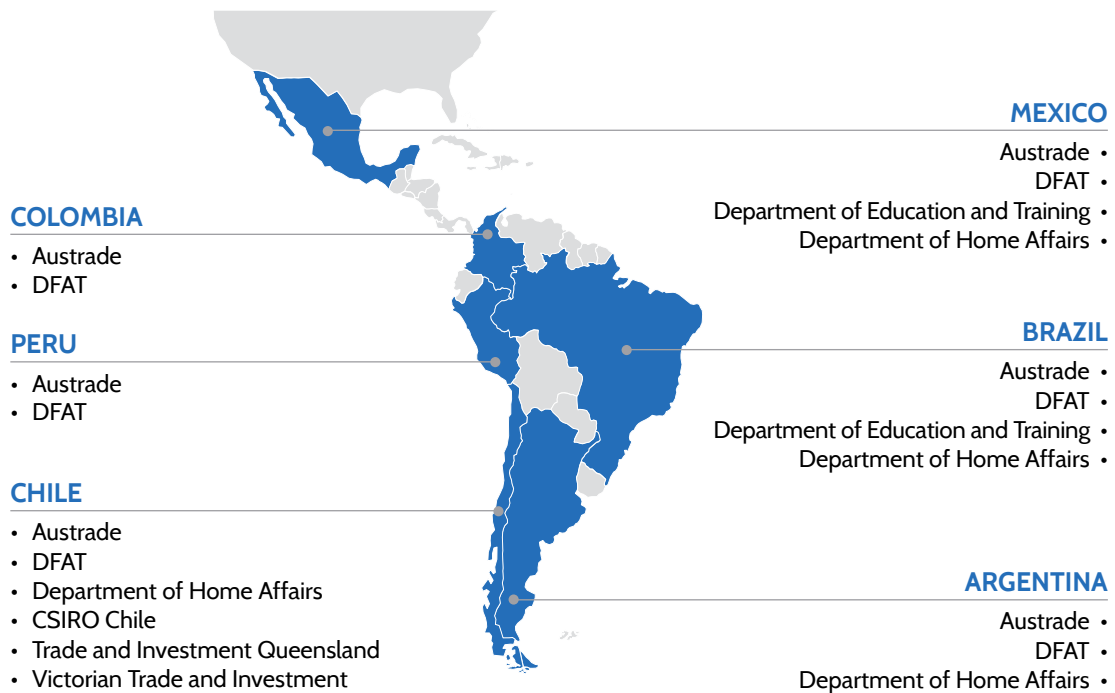 MEXICO
• Austrade
• DFAT
• Department of Education and Training
• Department of Home Affairs
COLOMBIA
• Austrade
• DFAT
PERU
• Austrade
• DFAT
BRAZIL
• Austrade
• DFAT
• Department of Education and Training
• Department of Home Affairs
CHILE
• Austrade
• DFAT
• Department of Home Affairs
• CSIRO Chile
• Trade and Investment Queensland
• Victorian Trade and Investment
ARGENTINA
• Austrade
• DFAT
• Department of Home Affairs